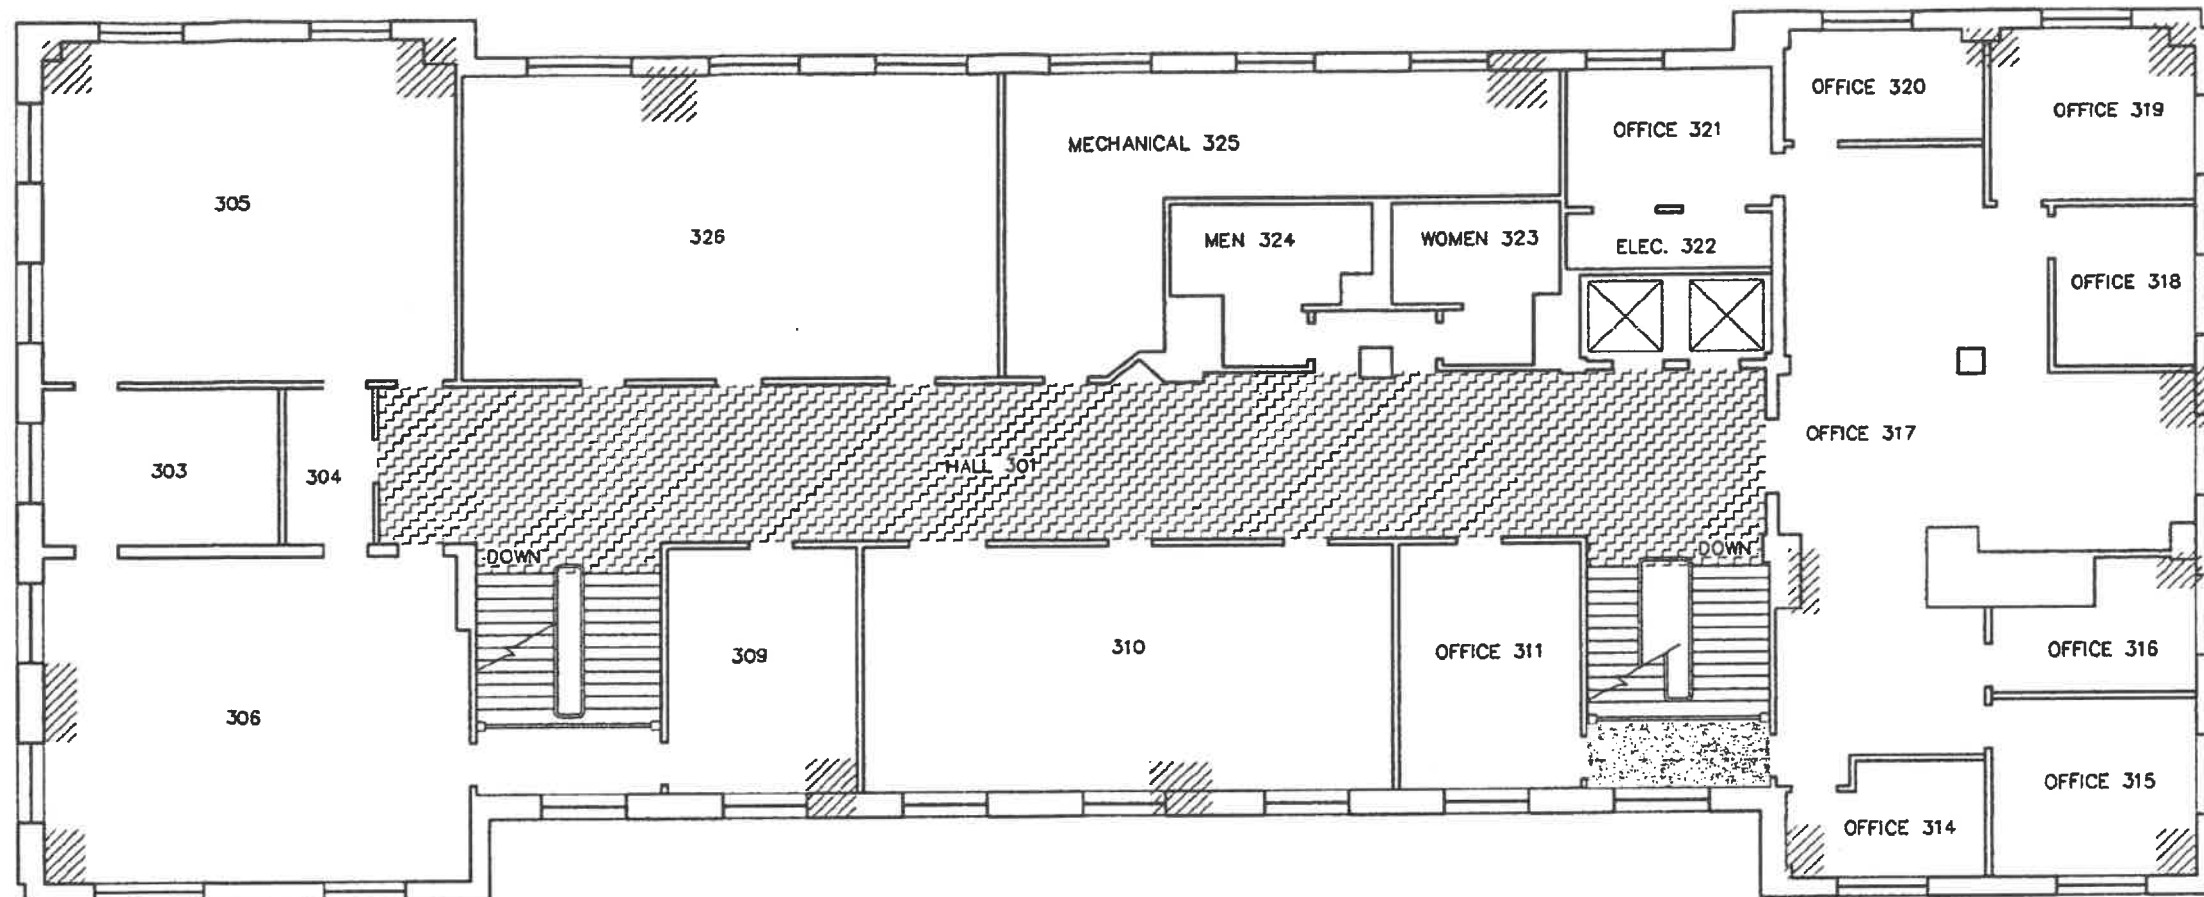 OFFICE 320
OFFICE 319
OFFICE 321
MECHANICAL 325
305
326
MEN 324
WOMEN 323
ELEC. 322
OFFICE 318
OFFICE 317
HALL 301
303
304
DOWN
DOWN
309
310
OFFICE 311
OFFICE 316
306
OFFICE 315
OFFICE 314